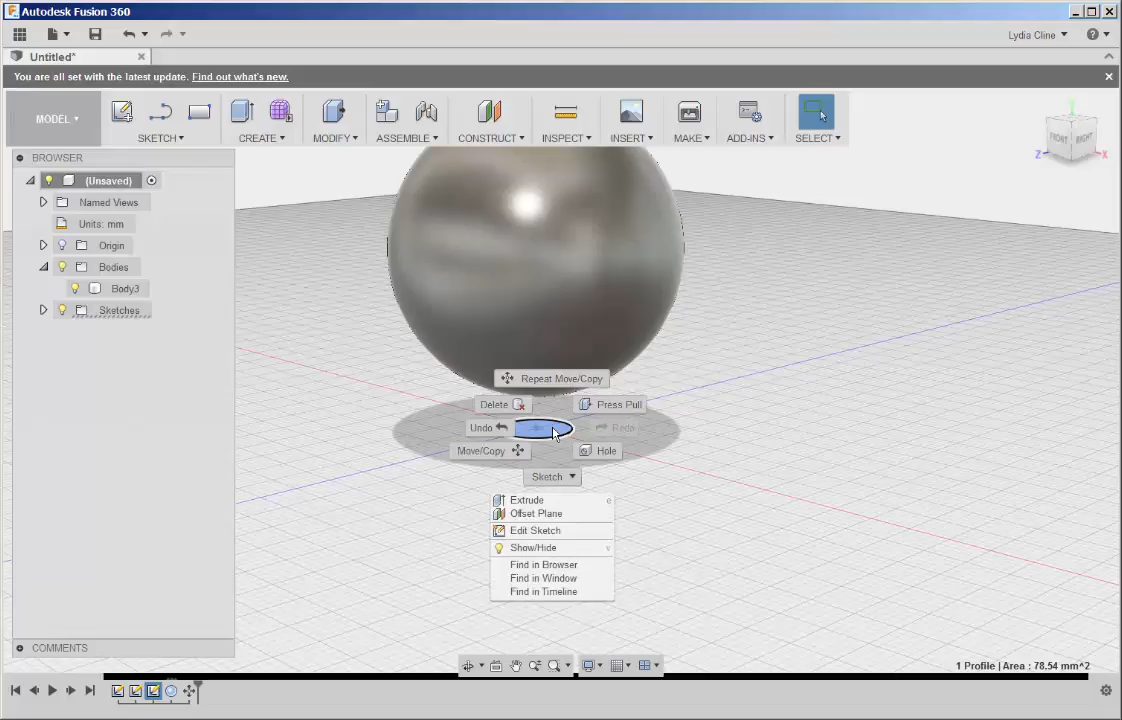 Autodesk Fusion 360
Lydia Cline
Untitled*
You are all set with the latest update. Find out what's new.
MODEL
SKETCH
CREATE
MODIFY
ASSEMBLE
CONSTRUCT
INSPECT
INSERT
MAKE
ADD-INS
SELECT
FRONT
RIGHT
Z
X
BROWSER
(Unsaved)
Named Views
Units: mm
Origin
Bodies
Body3
Sketches
Repeat Move/Copy
Delete
Press Pull
Undo
Redo
Move/Copy
Hole
Sketch
Extrude e
Offset Plane
Edit Sketch
Show/Hide v
Find in Browser
Find in Window
Find in Timeline
COMMENTS
1 Profile | Area : 78.54 mm^2